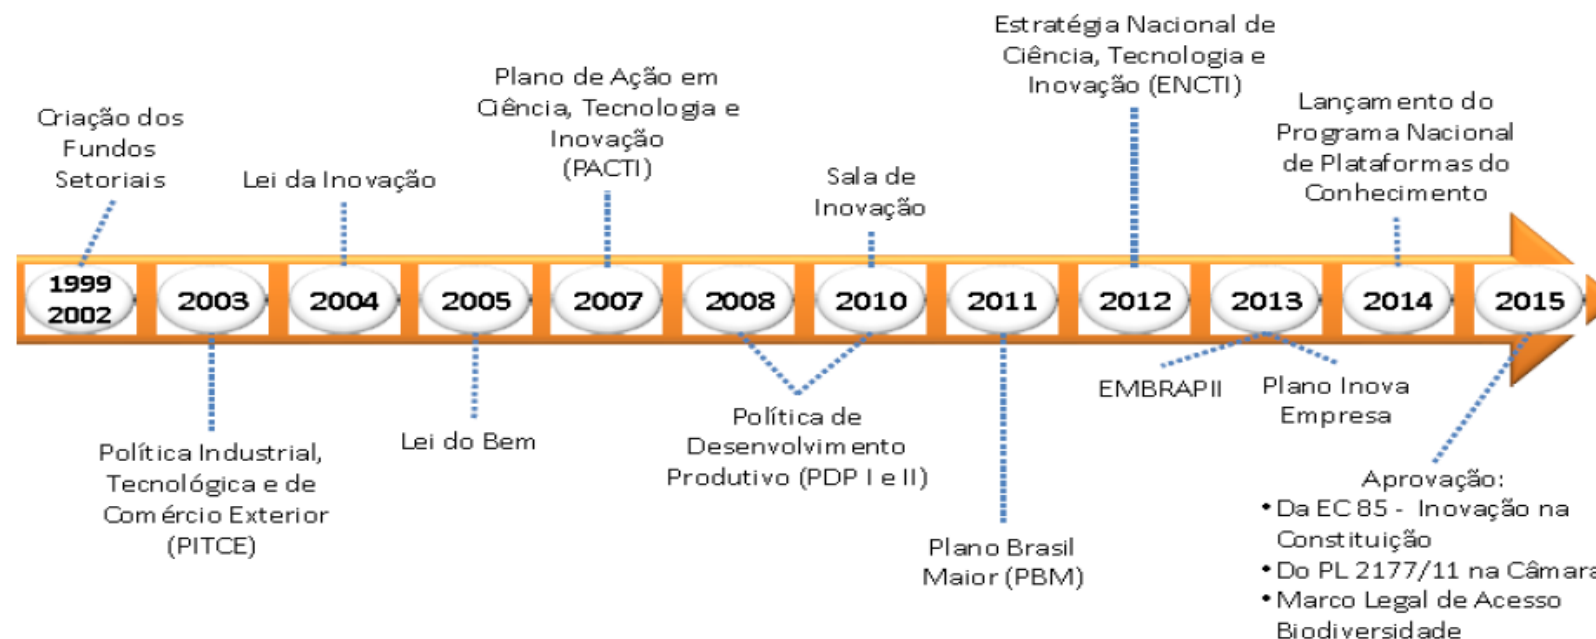 Criação dos
Fundos
Setoriais
Lei da Inovação
Plano de Ação em
Ciência, Tecnologia e
Inovação
(PACTI)
Sala de
Inovação
Estratégia Nacional de
Ciência, Tecnologia e
Inovação (ENCTI)
Lançamento do
Programa Nacional
de Plataformas do
Conhecimento
1999
2002
2003
2004
2005
2007
2008
2010
2011
2012
2013
2014
2015
Política Industrial,
Tecnológica e de
Comércio Exterior
(PITCE)
Lei do Bem
Política de
Desenvolvimento
Produtivo (PDP I e II)
Plano Brasil
Maior (PBM)
EMBRAPII
Plano Inova
Empresa
Aprovação:
• Da EC 85 - Inovação na
Constituição
• Do PL 2177/11 na Câmara
• Marco Legal de Acesso
Biodiversidade